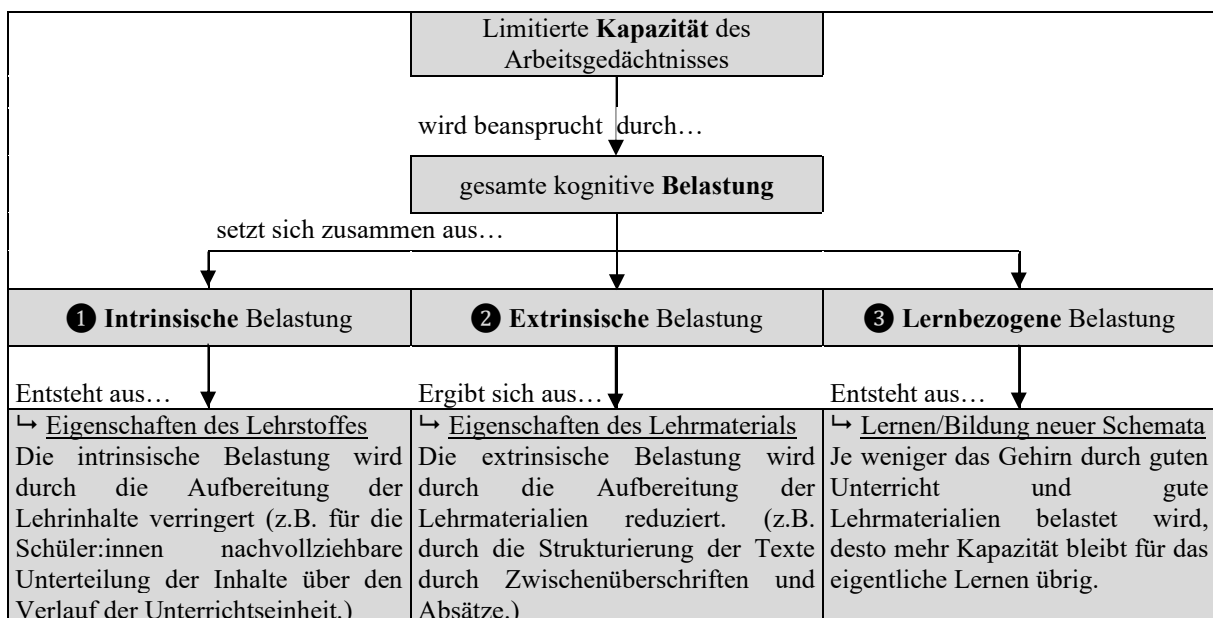 Limitierte Kapazität des
Arbeitsgedächtnisses
wird beansprucht durch…
gesamte kognitive Belastung
setzt sich zusammen aus…
❶ Intrinsische Belastung
❷ Extrinsische Belastung
❸ Lernbezogene Belastung
Entsteht aus…
Ergibt sich aus…
Entsteht aus…
↪ Eigenschaften des Lehrstoffes
Die intrinsische Belastung wird
durch die Aufbereitung der
Lehrinhalte verringert (z.B. für die
Schüler:innen nachvollziehbare
Unterteilung der Inhalte über den
Verlauf der Unterrichtseinheit.)
↪ Eigenschaften des Lehrmaterials
Die extrinsische Belastung wird
durch die Aufbereitung der
Lehrmaterialien reduziert. (z.B.
durch die Strukturierung der Texte
durch Zwischenüberschriften und
Absätze.)
↪ Lernen/Bildung neuer Schemata
Je weniger das Gehirn durch guten
Unterricht und gute
Lehrmaterialien belastet wird,
desto mehr Kapazität bleibt für das
eigentliche Lernen übrig.